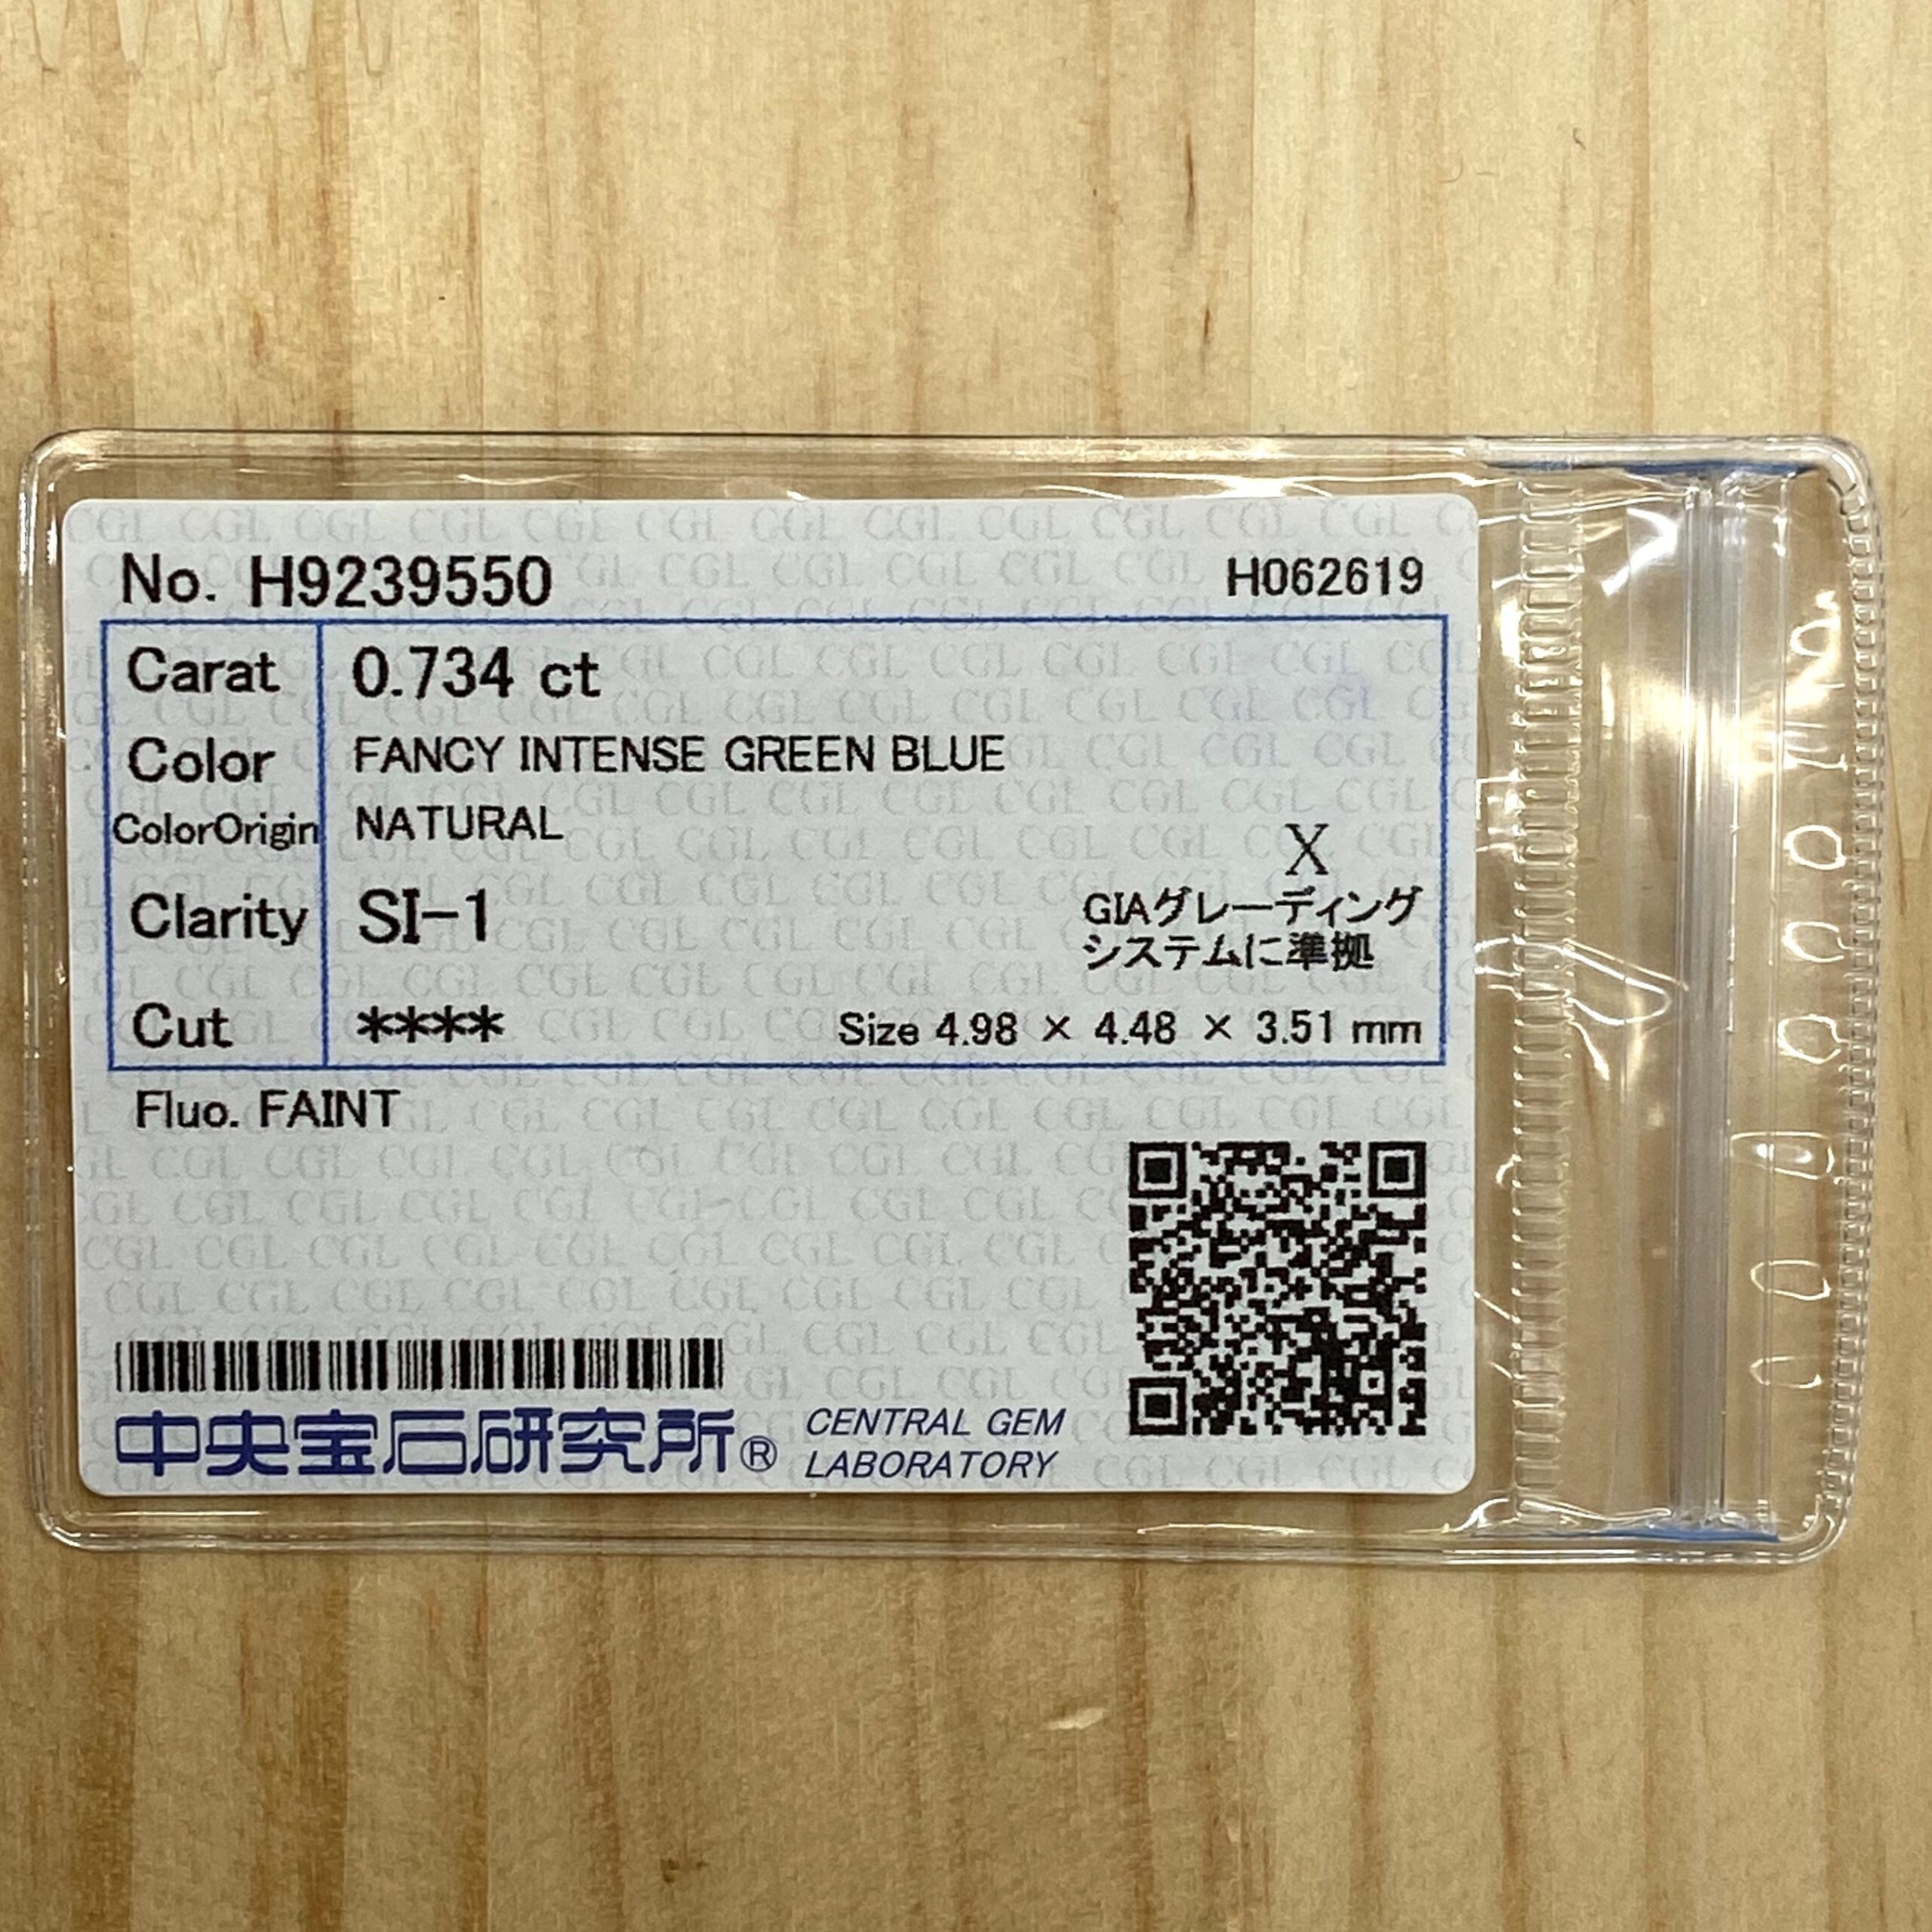 No. H9239550 H062619
Carat 0.734 ct
Color FANCY INTENSE GREEN BLUE
ColorOrigin NATURAL
X
Clarity SI-1
GIAグレーディング
システムに準拠
Cut **** Size 4.98 × 4.48 × 3.51 mm
Fluo. FAINT
中央宝石研究所® CENTRAL GEM
LABORATORY